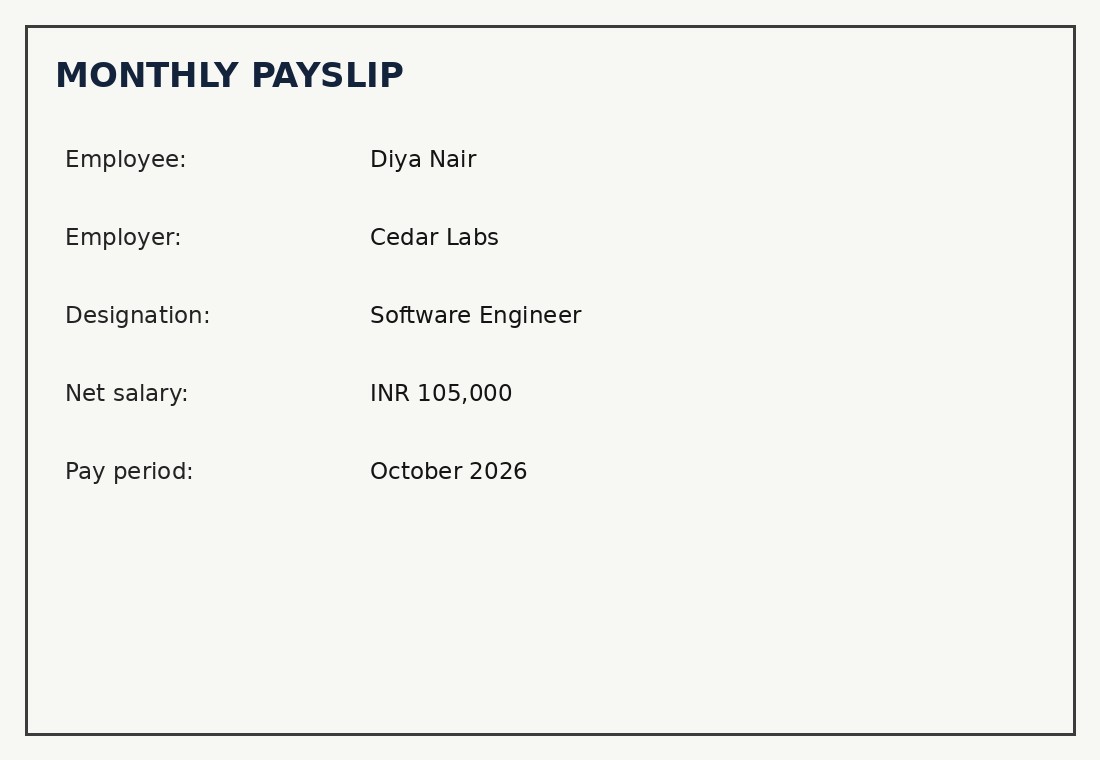 MONTHLY PAYSLIP
Employee: Diya Nair
Employer: Cedar Labs
Designation: Software Engineer
Net salary: INR 105,000
Pay period: October 2026